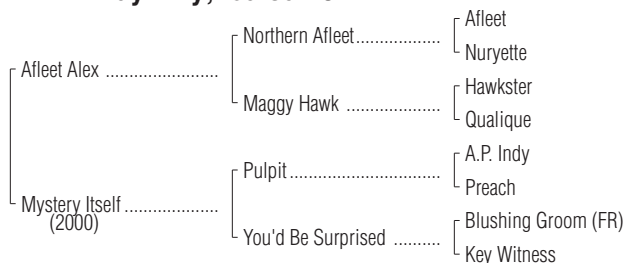 Afleet
Northern Afleet
Nuryette
Afleet Alex
Hawkster
Maggy Hawk
Qualique
A.P. Indy
Pulpit
Preach
Mystery Itself
(2000)
Blushing Groom (FR)
You'd Be Surprised
Key Witness